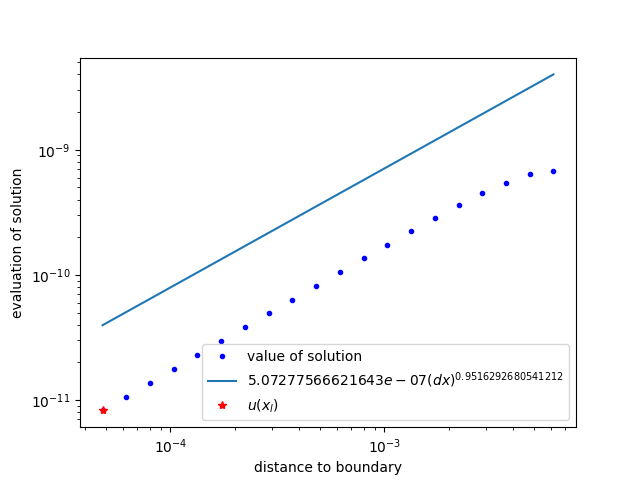 10⁻⁹
10⁻¹⁰
10⁻¹¹
evaluation of solution
value of solution
5.07277566621643e − 07(dx)^0.9516292680541212
u(x_l)
10⁻⁴
10⁻³
distance to boundary